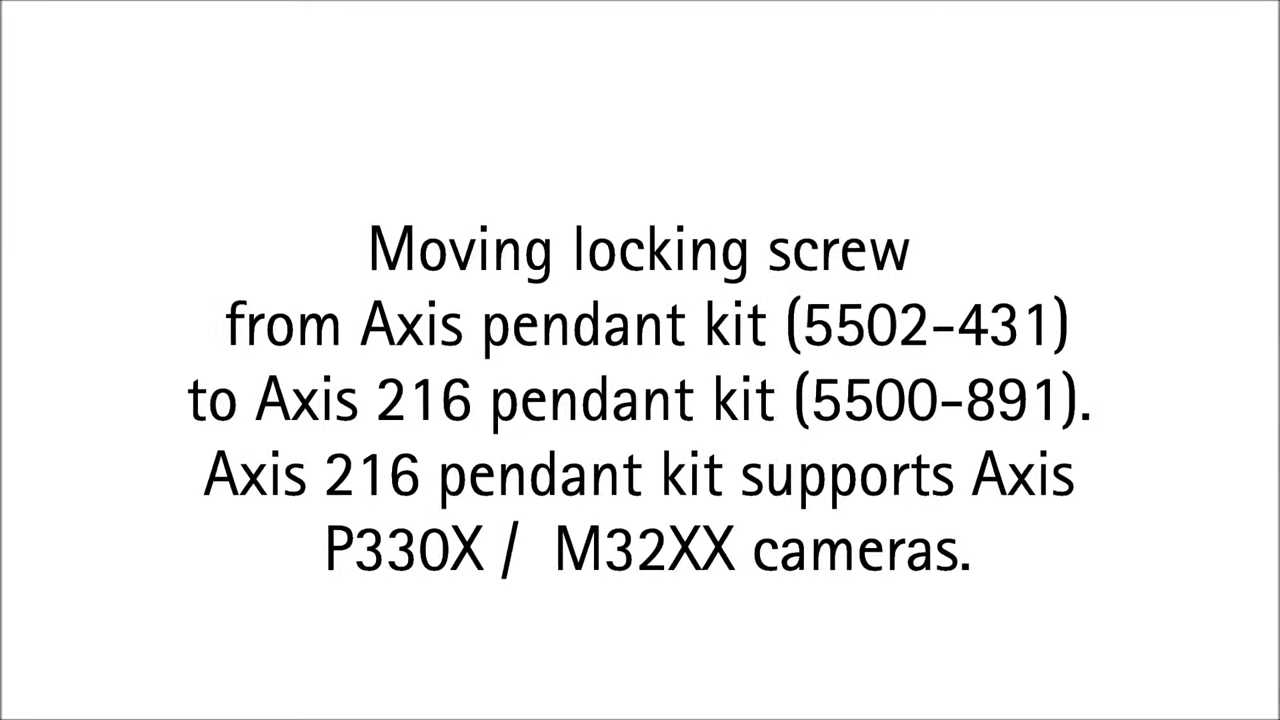 Moving locking screw
from Axis pendant kit (5502-431)
to Axis 216 pendant kit (5500-891).
Axis 216 pendant kit supports Axis
P330X /  M32XX cameras.